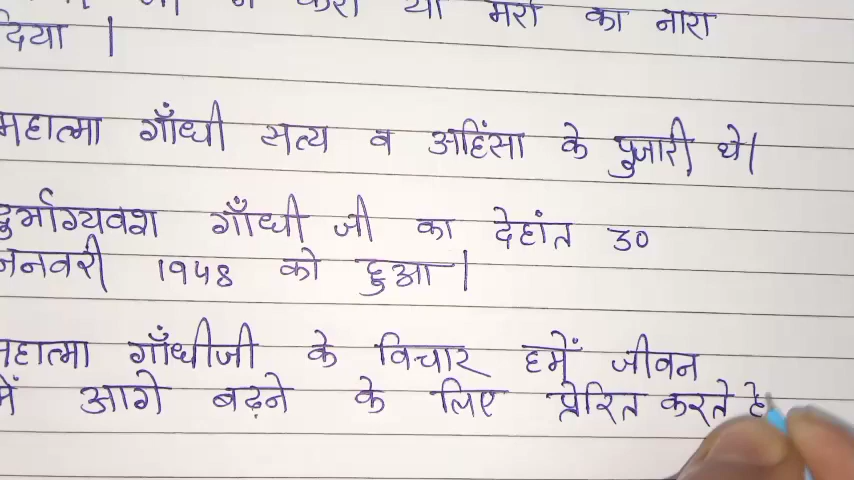 करो या मरो का नारा
दिया |
महात्मा गाँधी सत्य व अहिंसा के पुजारी थे|
दुर्भाग्यवश गाँधी जी का देहांत 30
जनवरी 1948 को हुआ |
महात्मा गाँधीजी के विचार हमें जीवन
में आगे बढ़ने के लिए प्रेरित करते है